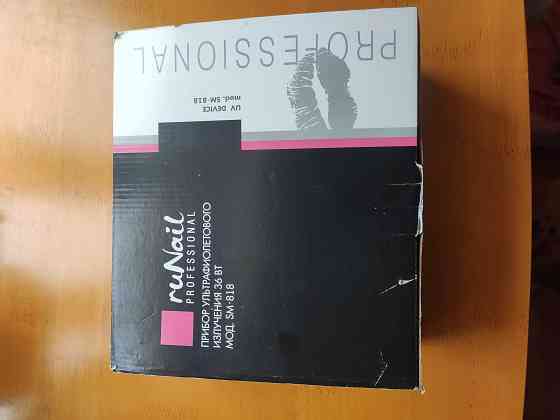 PROFESSIONAL
UV DEVICE
mod. SM-818
ruNail
PROFESSIONAL
ПРИБОР УЛЬТРАФИОЛЕТОВОГО
ИЗЛУЧЕНИЯ 36 ВТ
МОД. SM-818